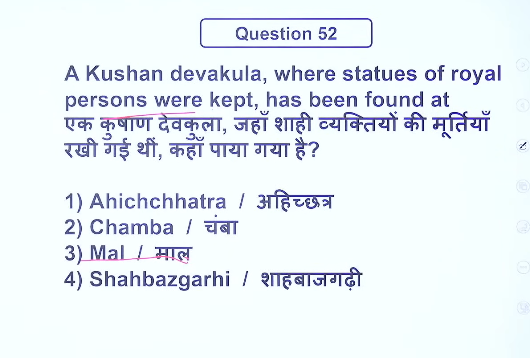 Question 52
A Kushan devakula, where statues of royal
persons were kept, has been found at
एक कुषाण देवकुला, जहाँ शाही व्यक्तियों की मूर्तियाँ
रखी गई थीं, कहाँ पाया गया है?
1) Ahichchhatra / अहिच्छत्र
2) Chamba / चंबा
3) Mal / माल
4) Shahbazgarhi / शाहबाजगढ़ी